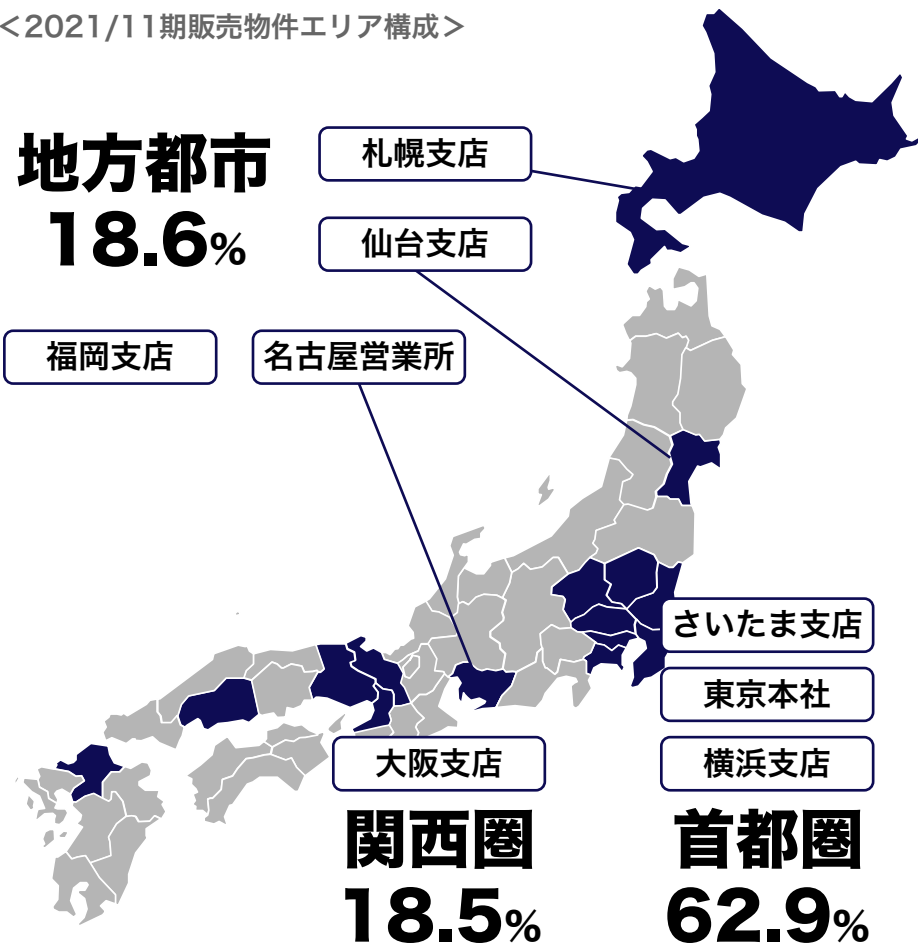 ＜2021/11期販売物件エリア構成＞
地方都市
18.6%
札幌支店
仙台支店
福岡支店
名古屋営業所
さいたま支店
東京本社
大阪支店
横浜支店
関西圏
18.5%
首都圏
62.9%